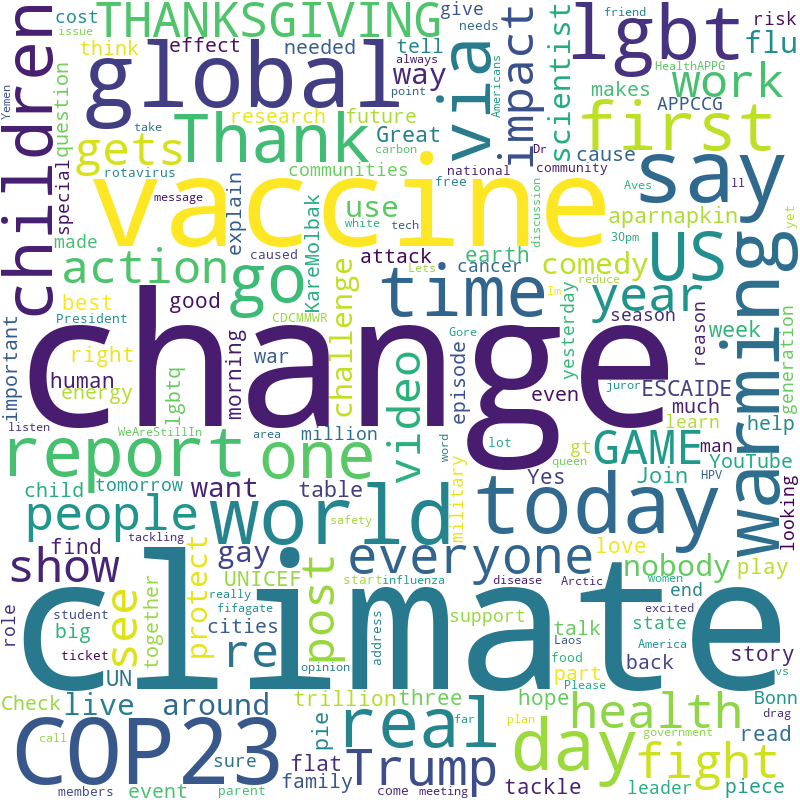 cost
THANKSGIVING
give
friend
risk
issue
lgbt
flu
needs
think
effect
needed
tell
via
children
global
always
Americans
way
impact
scientist
HealthAPPG
work
Yemen
question
point
makes
APPCCG
research
future
Great
first
take
Thank
carbon
gets
cause
Dr
say
special
rotavirus
communities
national
community
message
vaccine
free
Aves
ll
explain
KareMolbak
use
discussion
aparnapkin
yet
white
tech
30pm
made
caused
attack
earth
US
warming
action
go
Lets
cancer
comedy
time
Im
reduce
year
best
good
challenge
season
generation
President
CDCMMWR
change
yesterday
reason
week
important
right
morning
war
video
episode
Gore
human
energy
lgbtq
even
juror
ESCAIDE
listen
WeAreStillIn
much
learn
help
report
one
area
million
word
lot
gt
GAME
man
queen
YouTube
child
tomorrow
want
table
military
Yes
Join
HPV
looking
people
world
today
safety
tackling
find
show
gay
everyone
love
nobody
play
protect
see
together
UNICEF
post
start
influenza
disease
Arctic
women
end
climate
role
student
really
excited
fifagate
big
cities
address
support
talk
state
ticket
re
opinion
Laos
America
food
part
back
story
vs
UN
Please
Check
live
around
trillion
three
hope
Bonn
COP23
pie
real
far
health
drag
call
plan
day
government
read
sure
flat
Trump
fight
family
tackle
leader
piece
members
event
parent
come
meeting